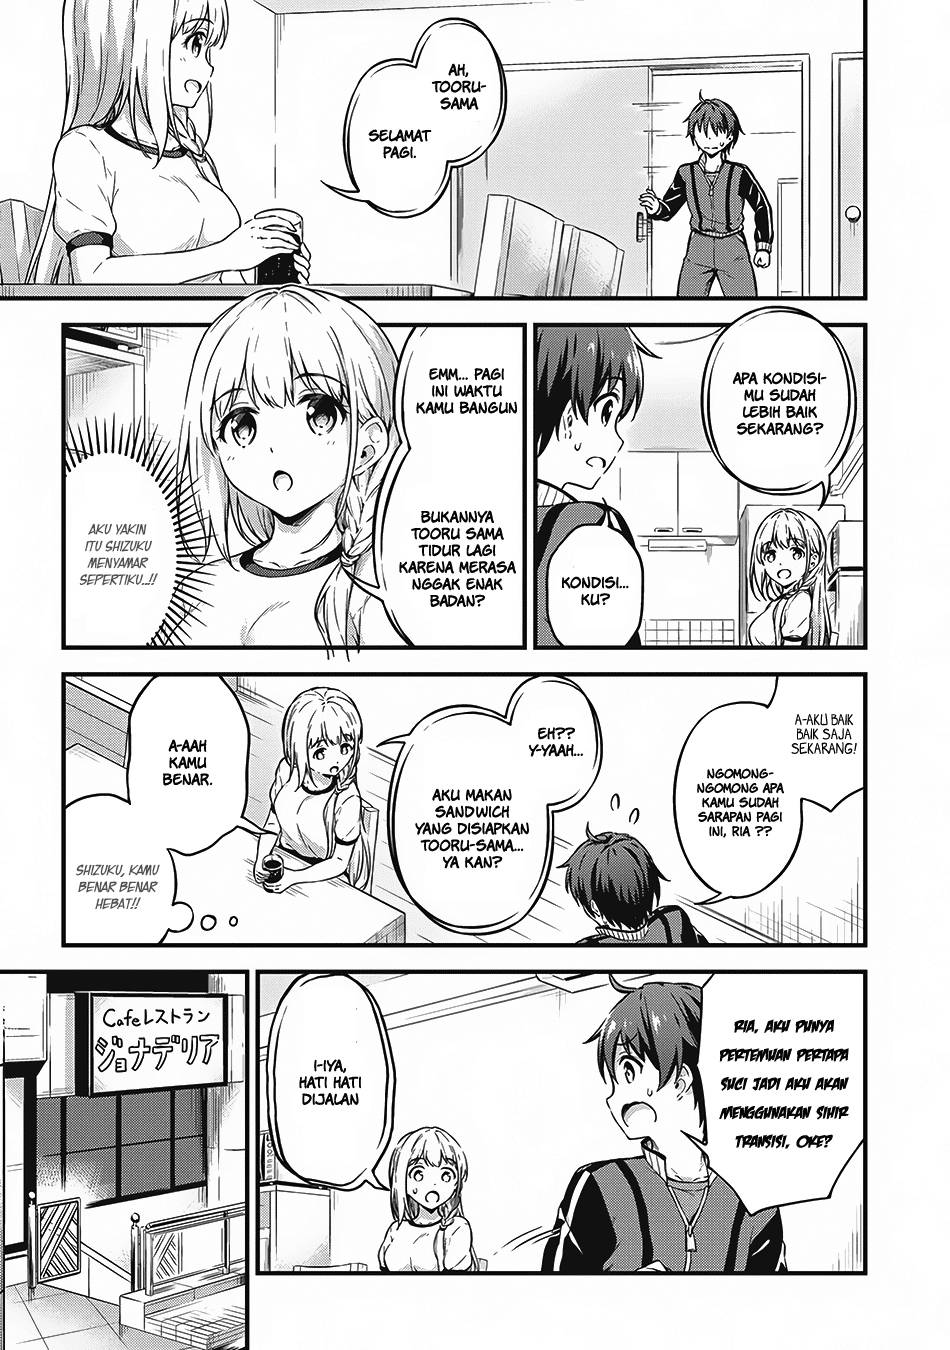 AH,
TOORU-
SAMA
SELAMAT
PAGI.
APA KONDISI-
MU SUDAH
LEBIH BAIK
SEKARANG?
KONDISI...
KU?
EMM... PAGI
INI WAKTU
KAMU BANGUN
BUKANNYA
TOORU SAMA
TIDUR LAGI
KARENA MERASA
NGGAK ENAK
BADAN?
AKU YAKIN
ITU SHIZUKU
MENYAMAR
SEPERTIKU..!!
A-AKU BAIK
BAIK SAJA
SEKARANG!
NGOMONG-
NGOMONG APA
KAMU SUDAH
SARAPAN PAGI
INI, RIA ??
EH??
Y-YAAH...
AKU MAKAN
SANDWICH
YANG DISIAPKAN
TOORU-SAMA...
YA KAN?
A-AAH
KAMU
BENAR.
SHIZUKU, KAMU
BENAR BENAR
HEBAT!!
RIA, AKU PUNYA
PERTEMUAN PERTAPA
SUCI JADI AKU AKAN
MENGGUNAKAN SIHIR
TRANSISI, OKE?
I-IYA,
HATI HATI
DIJALAN
Cafeレストラン
ジョナデリア